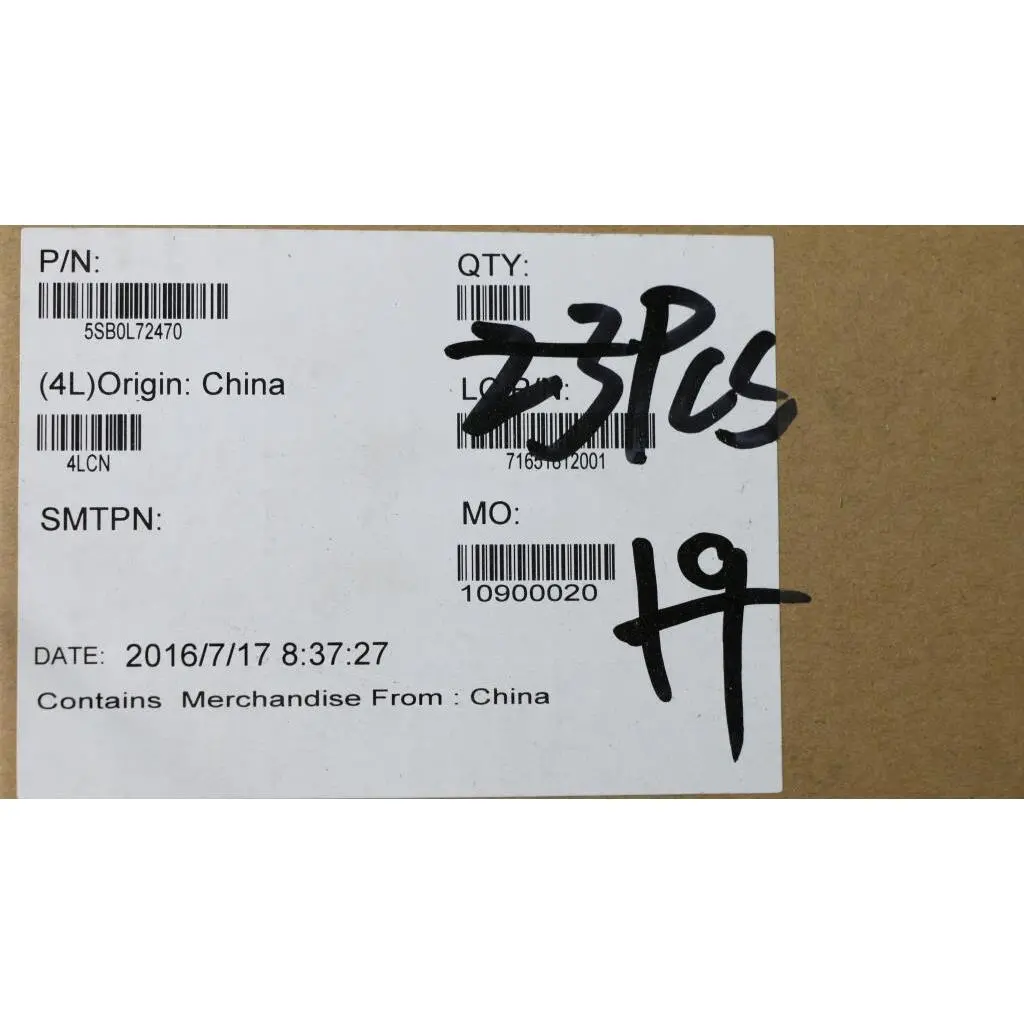 P/N:
5SB0L72470
QTY:
23Pcs
(4L)Origin: China
4LCN
71651612001
SMTPN:
MO:
10900020
19
DATE: 2016/7/17 8:37:27
Contains Merchandise From : China